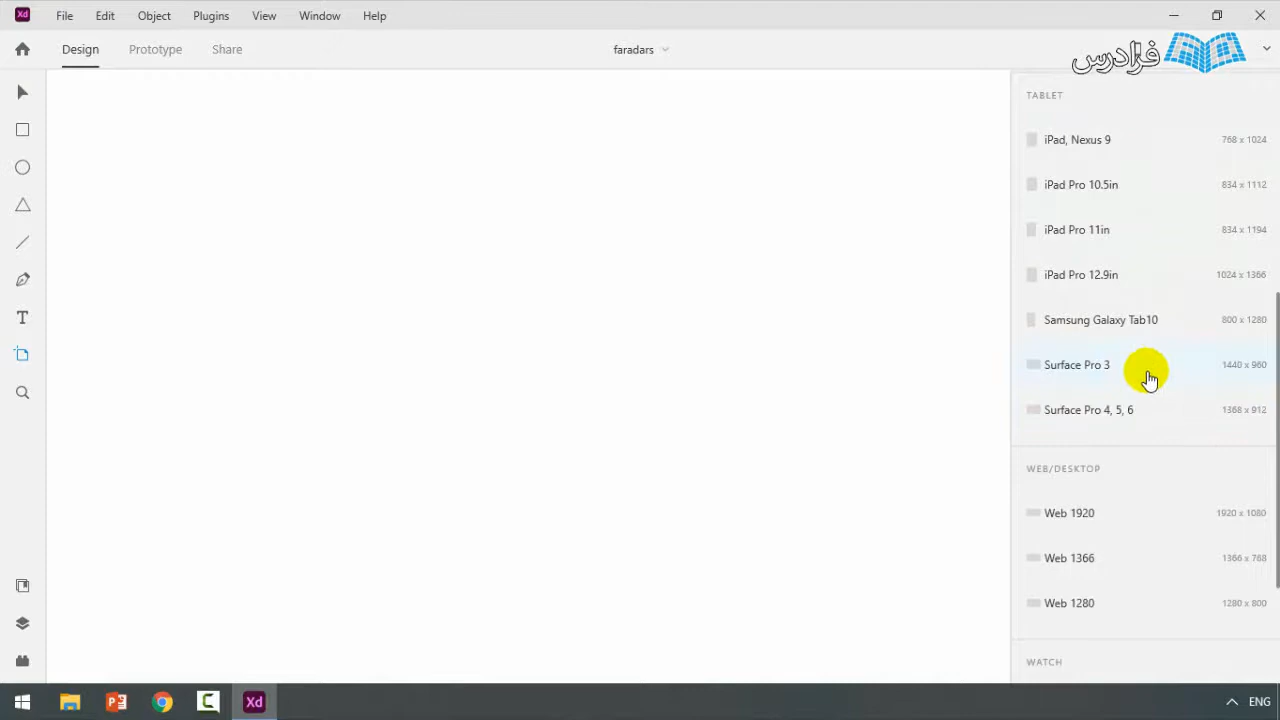 Xd File Edit Object Plugins View Window Help
Design Prototype Share faradars
فرادرس
TABLET
iPad, Nexus 9 768 x 1024
iPad Pro 10.5in 834 x 1112
iPad Pro 11in 834 x 1194
iPad Pro 12.9in 1024 x 1366
Samsung Galaxy Tab10 800 x 1280
Surface Pro 3 1440 x 960
Surface Pro 4, 5, 6 1368 x 912
WEB/DESKTOP
Web 1920 1920 x 1080
Web 1366 1366 x 768
Web 1280 1280 x 800
WATCH
T
Xd ENG